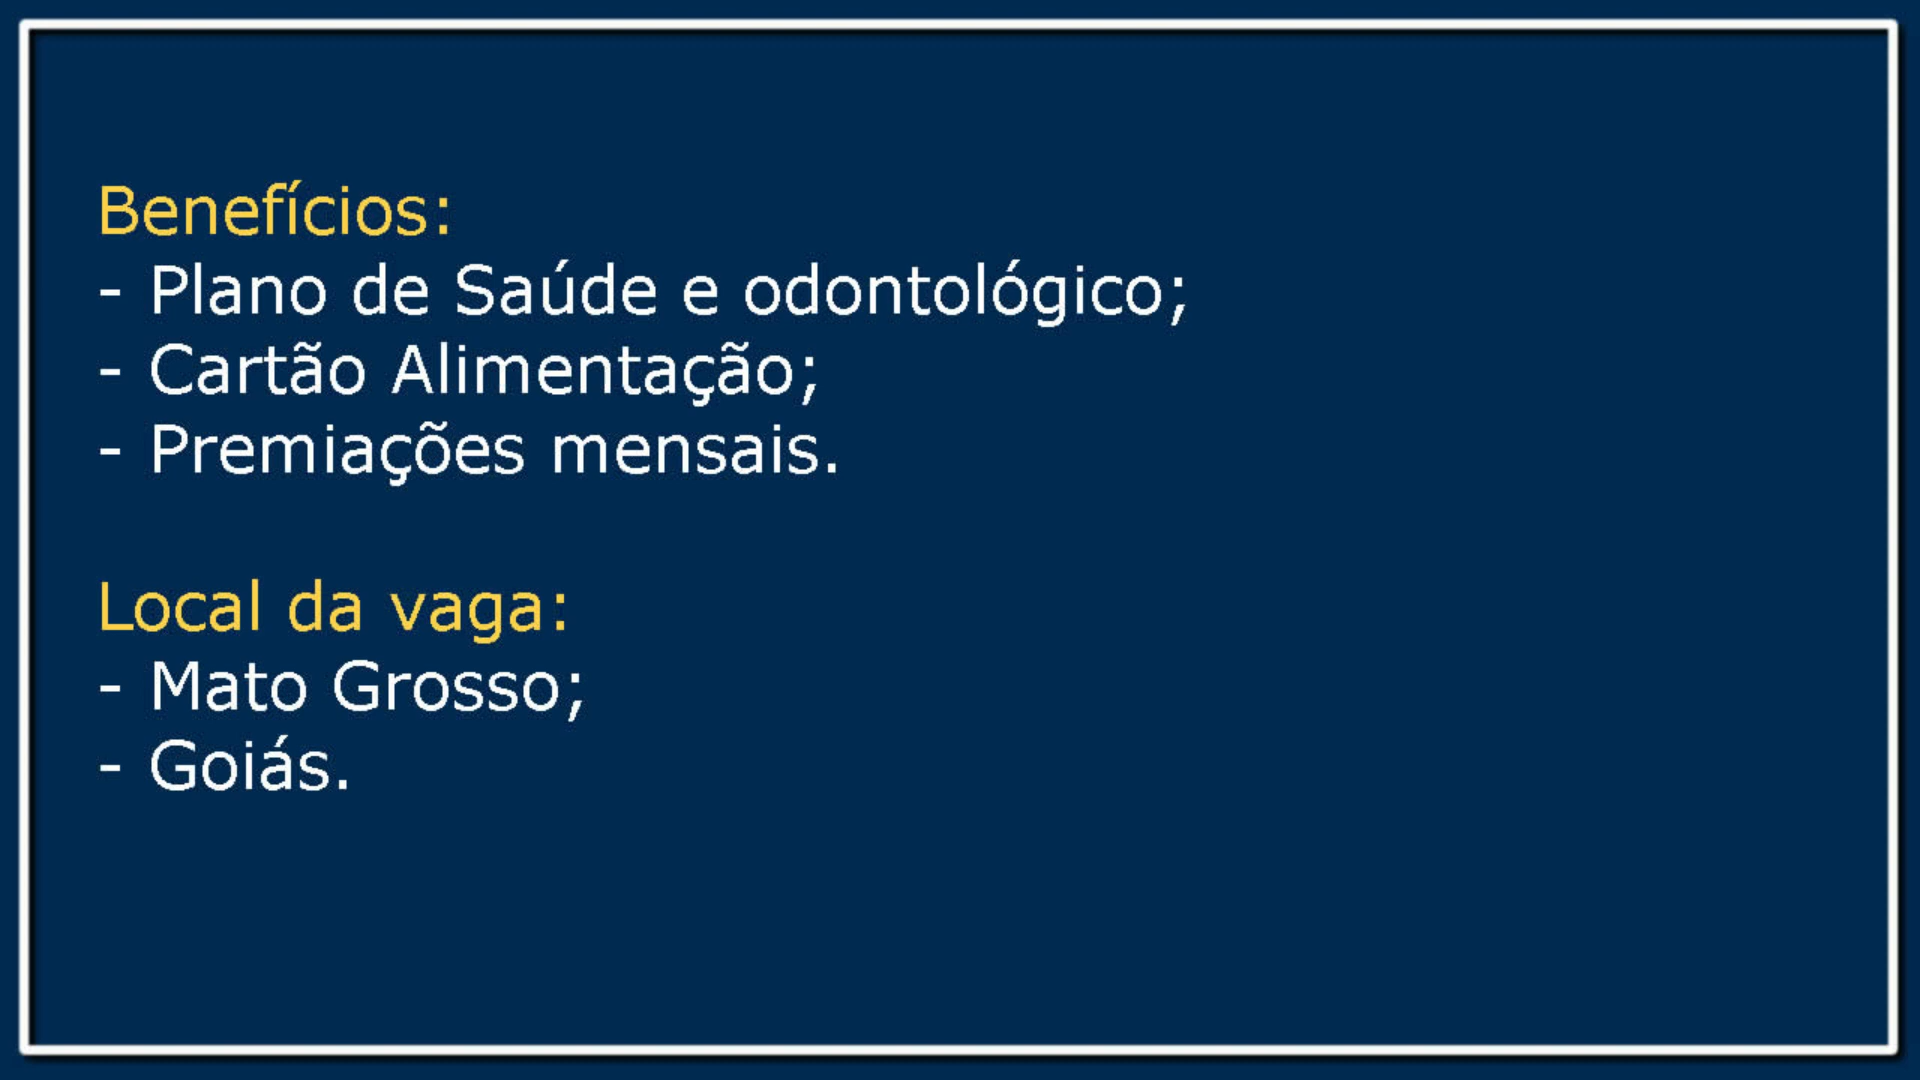 Benefícios:
- Plano de Saúde e odontológico;
- Cartão Alimentação;
- Premiações mensais.
Local da vaga:
- Mato Grosso;
- Goiás.